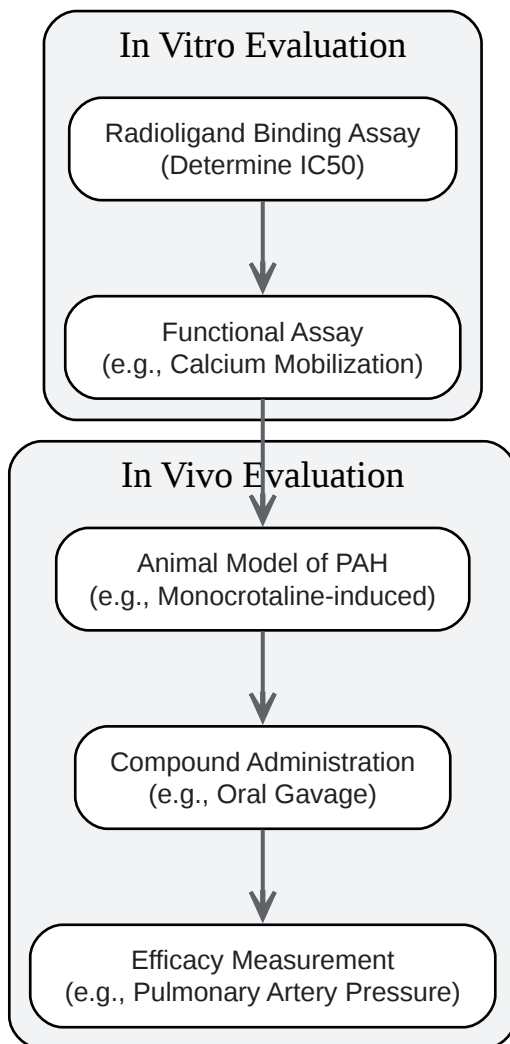 In Vitro Evaluation
Radioligand Binding Assay
(Determine IC50)
Functional Assay
(e.g., Calcium Mobilization)
In Vivo Evaluation
Animal Model of PAH
(e.g., Monocrotaline-induced)
Compound Administration
(e.g., Oral Gavage)
Efficacy Measurement
(e.g., Pulmonary Artery Pressure)